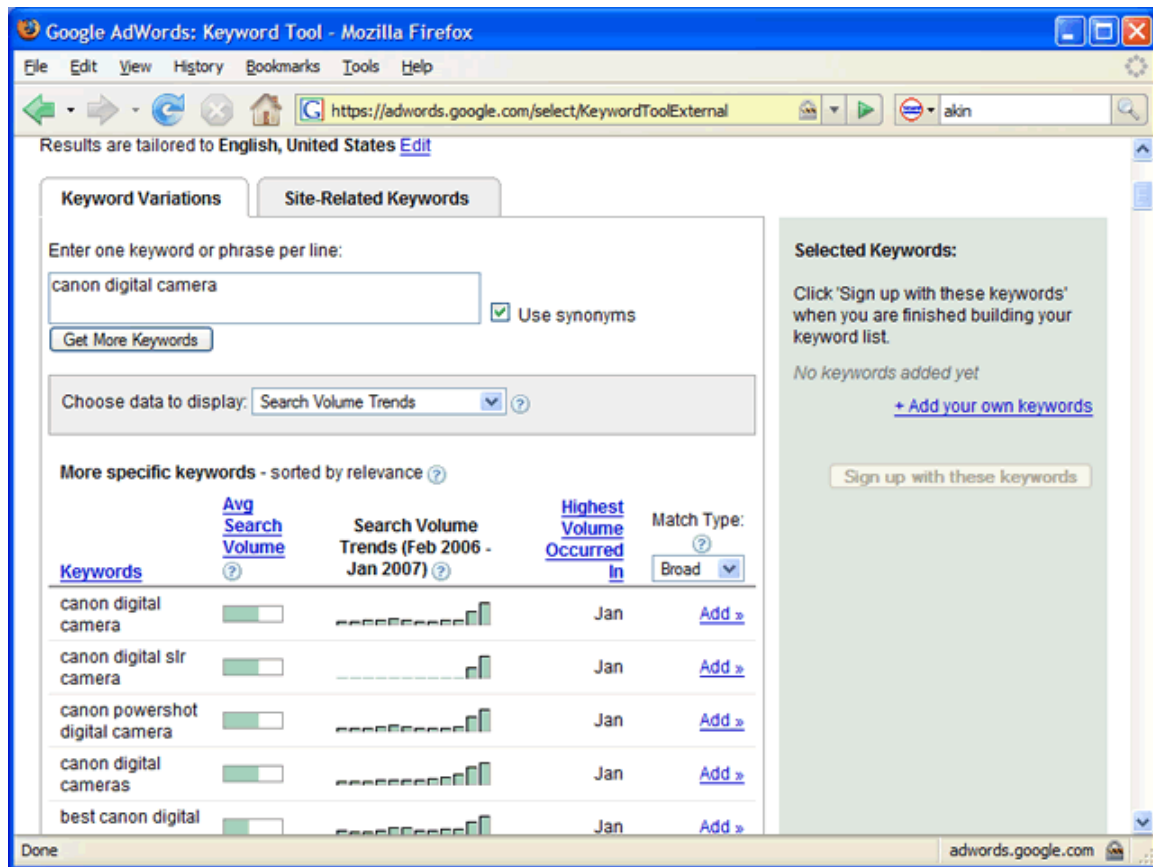 Google AdWords: Keyword Tool - Mozilla Firefox
File Edit View History Bookmarks Tools Help
https://adwords.google.com/select/KeywordToolExternal akin
Results are tailored to English, United States Edit
Keyword Variations Site-Related Keywords
Enter one keyword or phrase per line:
canon digital camera
Use synonyms
Get More Keywords
Choose data to display: Search Volume Trends ?
More specific keywords - sorted by relevance ?
Keywords
Avg
Search
Volume
?
Search Volume
Trends (Feb 2006 -
Jan 2007) ?
Highest
Volume
Occurred
In
Match Type:
?
Broad
canon digital
camera
Jan Add »
canon digital slr
camera
Jan Add »
canon powershot
digital camera
Jan Add »
canon digital
cameras
Jan Add »
best canon digital
Jan Add »
Selected Keywords:
Click 'Sign up with these keywords'
when you are finished building your
keyword list.
No keywords added yet
+ Add your own keywords
Sign up with these keywords
Done adwords.google.com